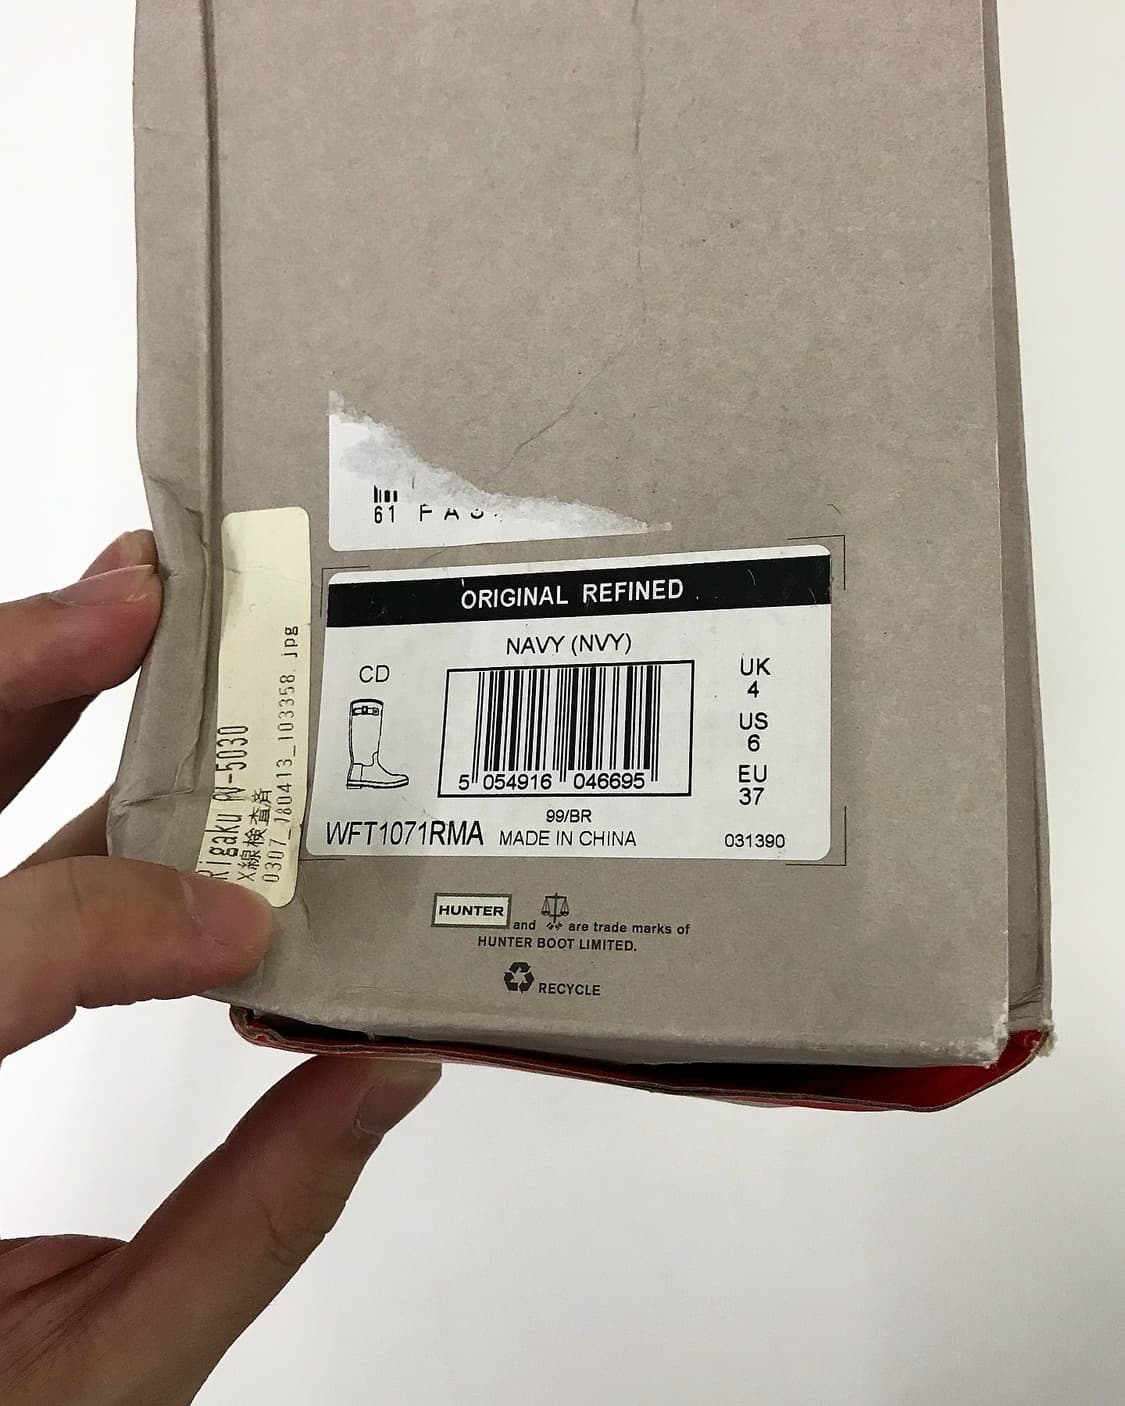 61 FAS
ORIGINAL REFINED
NAVY (NVY)
CD
UK
4
US
6
EU
37
5 054916 046695
99/BR
WFT1071RMA MADE IN CHINA
031390
HUNTER and are trade marks of
HUNTER BOOT LIMITED.
RECYCLE
Rigaku RV-5030
X線検査済
0307_180413_103358.jpg